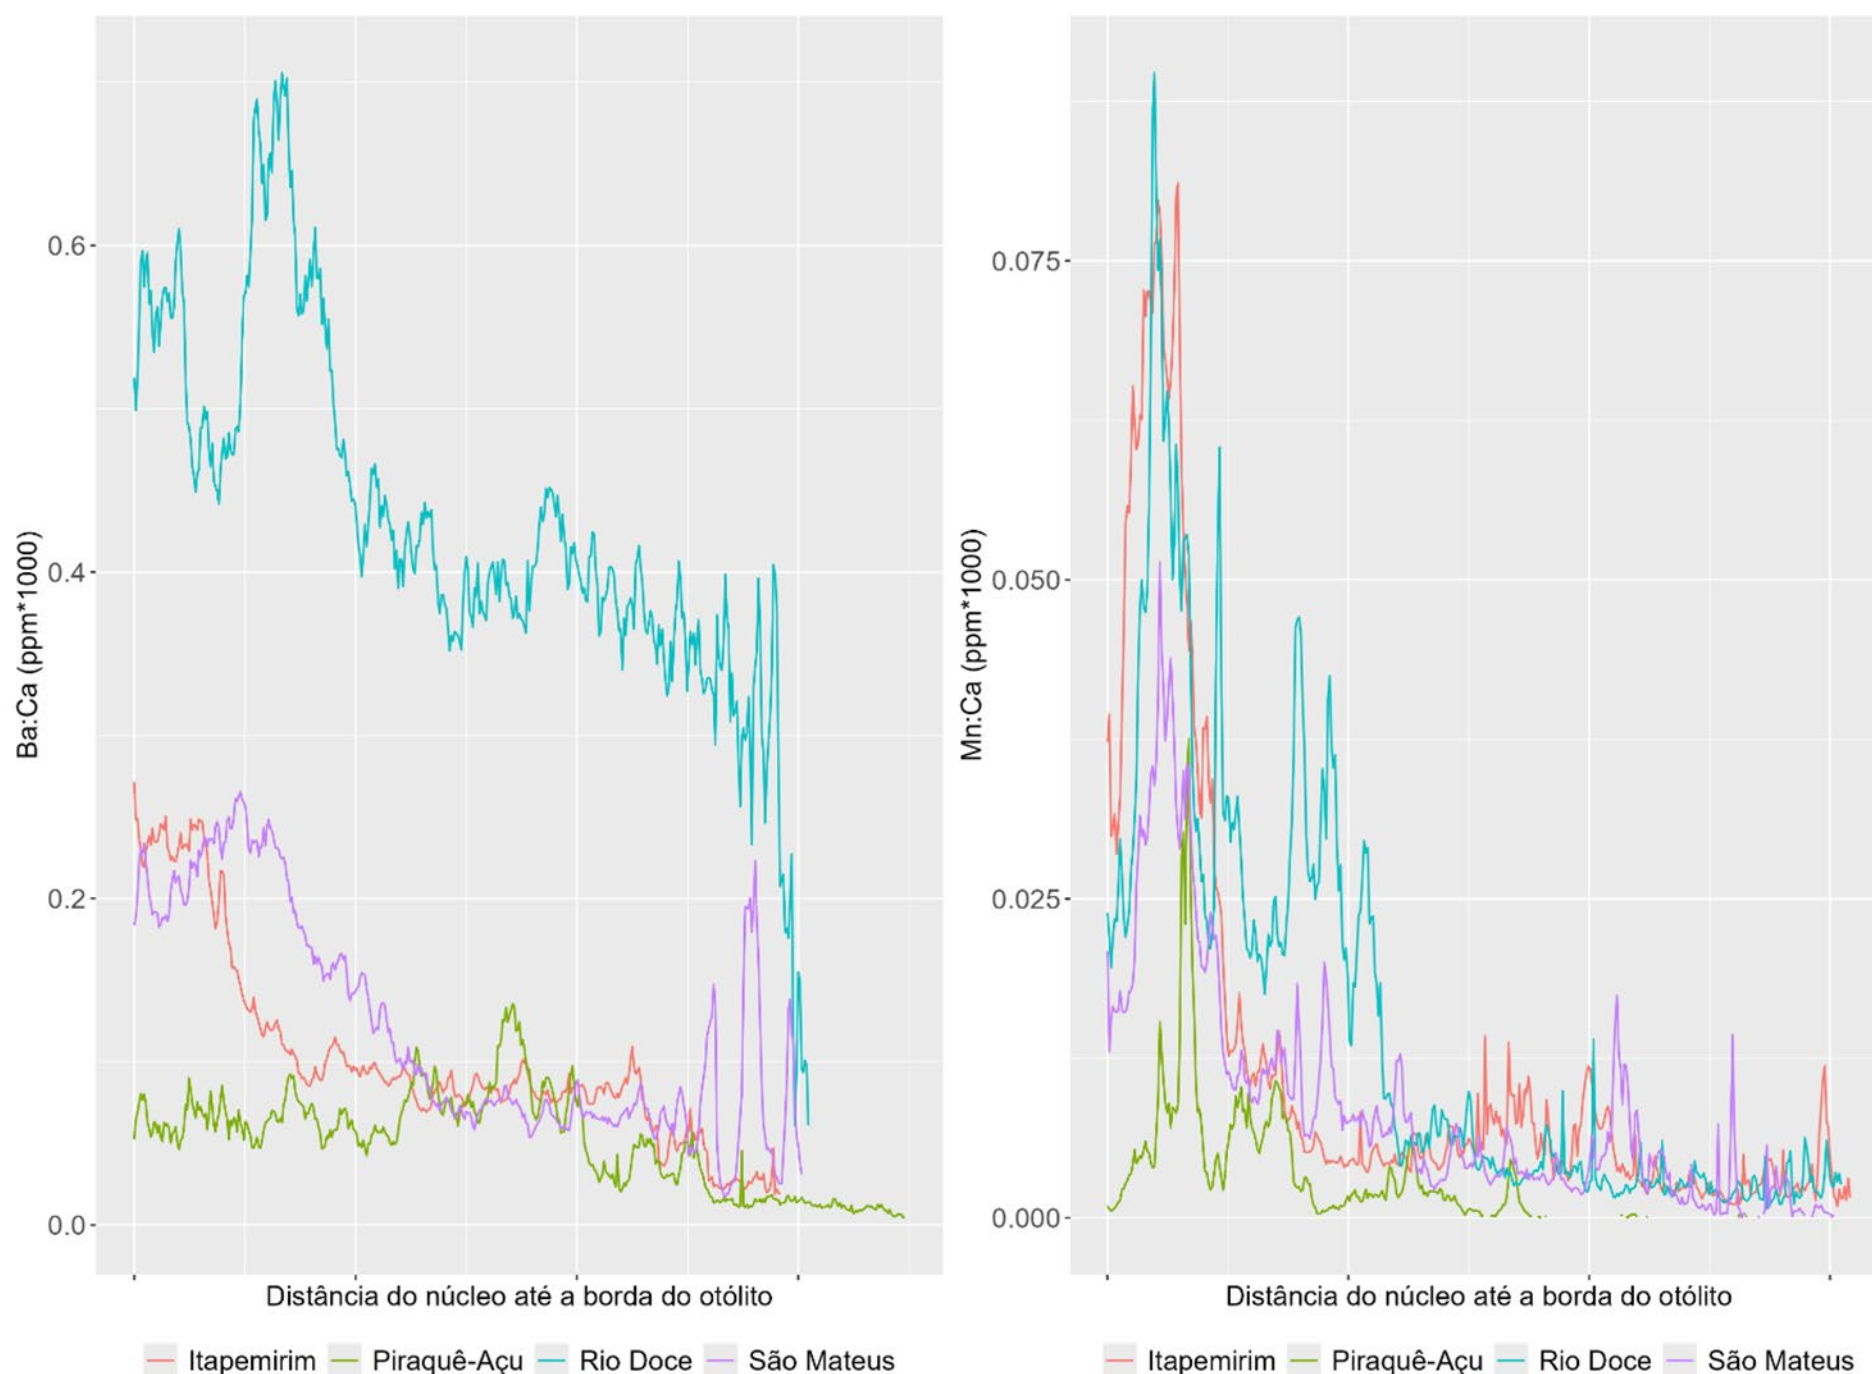 Ba:Ca (ppm*1000)
0.6
0.4
0.2
0.0
Distância do núcleo até a borda do otólito
Itapemirim Piraquê-Açu Rio Doce São Mateus
Mn:Ca (ppm*1000)
0.075
0.050
0.025
0.000
Distância do núcleo até a borda do otólito
Itapemirim Piraquê-Açu Rio Doce São Mateus